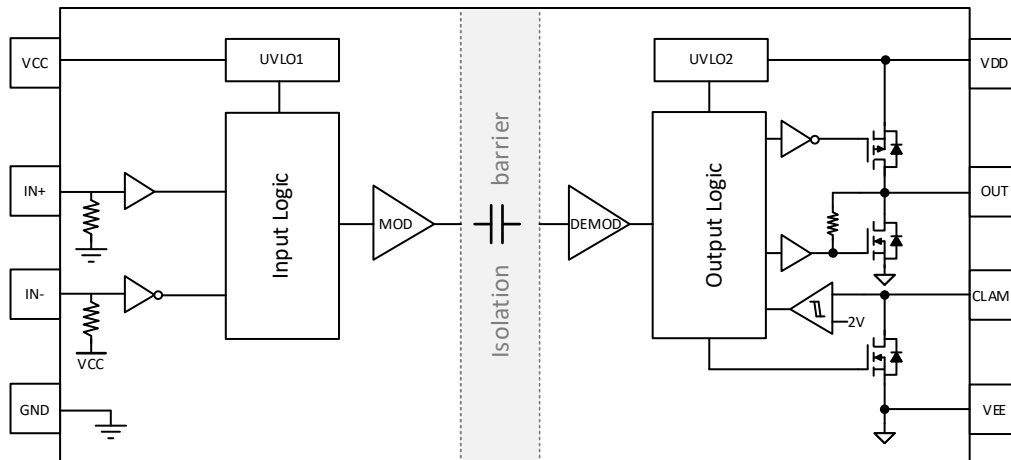 VCC
UVLO1
UVLO2
VDD
IN+
Input Logic
MOD
Isolation barrier
DEMOD
Output Logic
OUT
IN-
VCC
CLAM
2V
GND
VEE